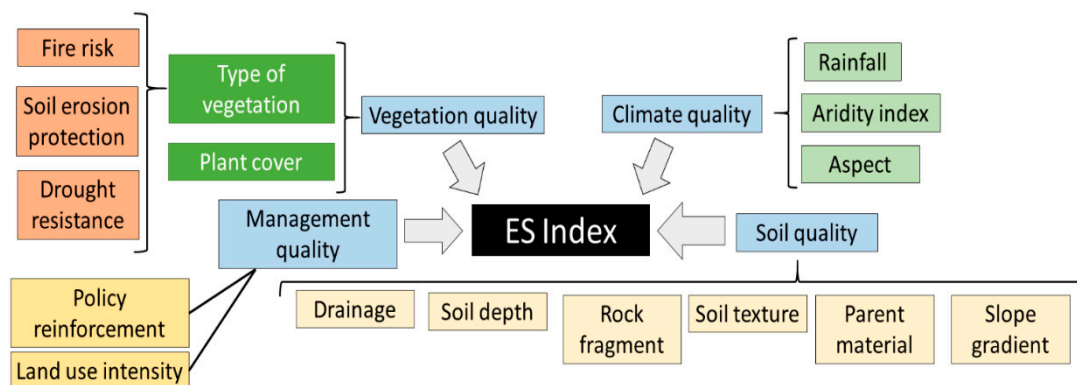 Fire risk
Soil erosion
protection
Drought
resistance
Type of
vegetation
Plant cover
Vegetation quality
Climate quality
Rainfall
Aridity index
Aspect
Management
quality
ES Index
Soil quality
Policy
reinforcement
Land use intensity
Drainage
Soil depth
Rock
fragment
Soil texture
Parent
material
Slope
gradient